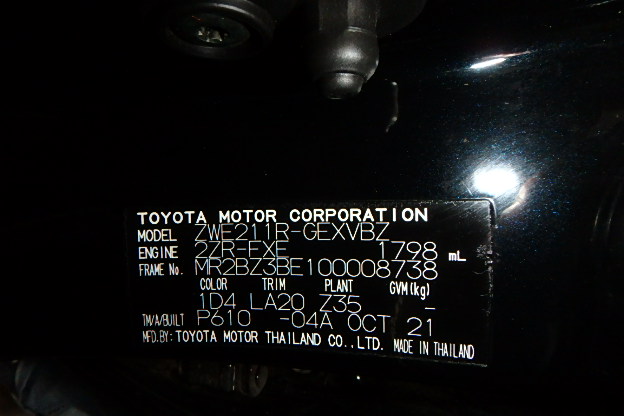 TOYOTA MOTOR CORPORATION
MODEL ZWE211R-GEXVBZ
ENGINE 2ZR-FXE 1798 mL
FRAME No. MR2BZ3BE100008738
COLOR TRIM PLANT GVM(kg)
1D4 LA20 Z35 -
TM/A/BUILT P610 -04A OCT 21
MFD.BY: TOYOTA MOTOR THAILAND CO.,LTD. MADE IN THAILAND